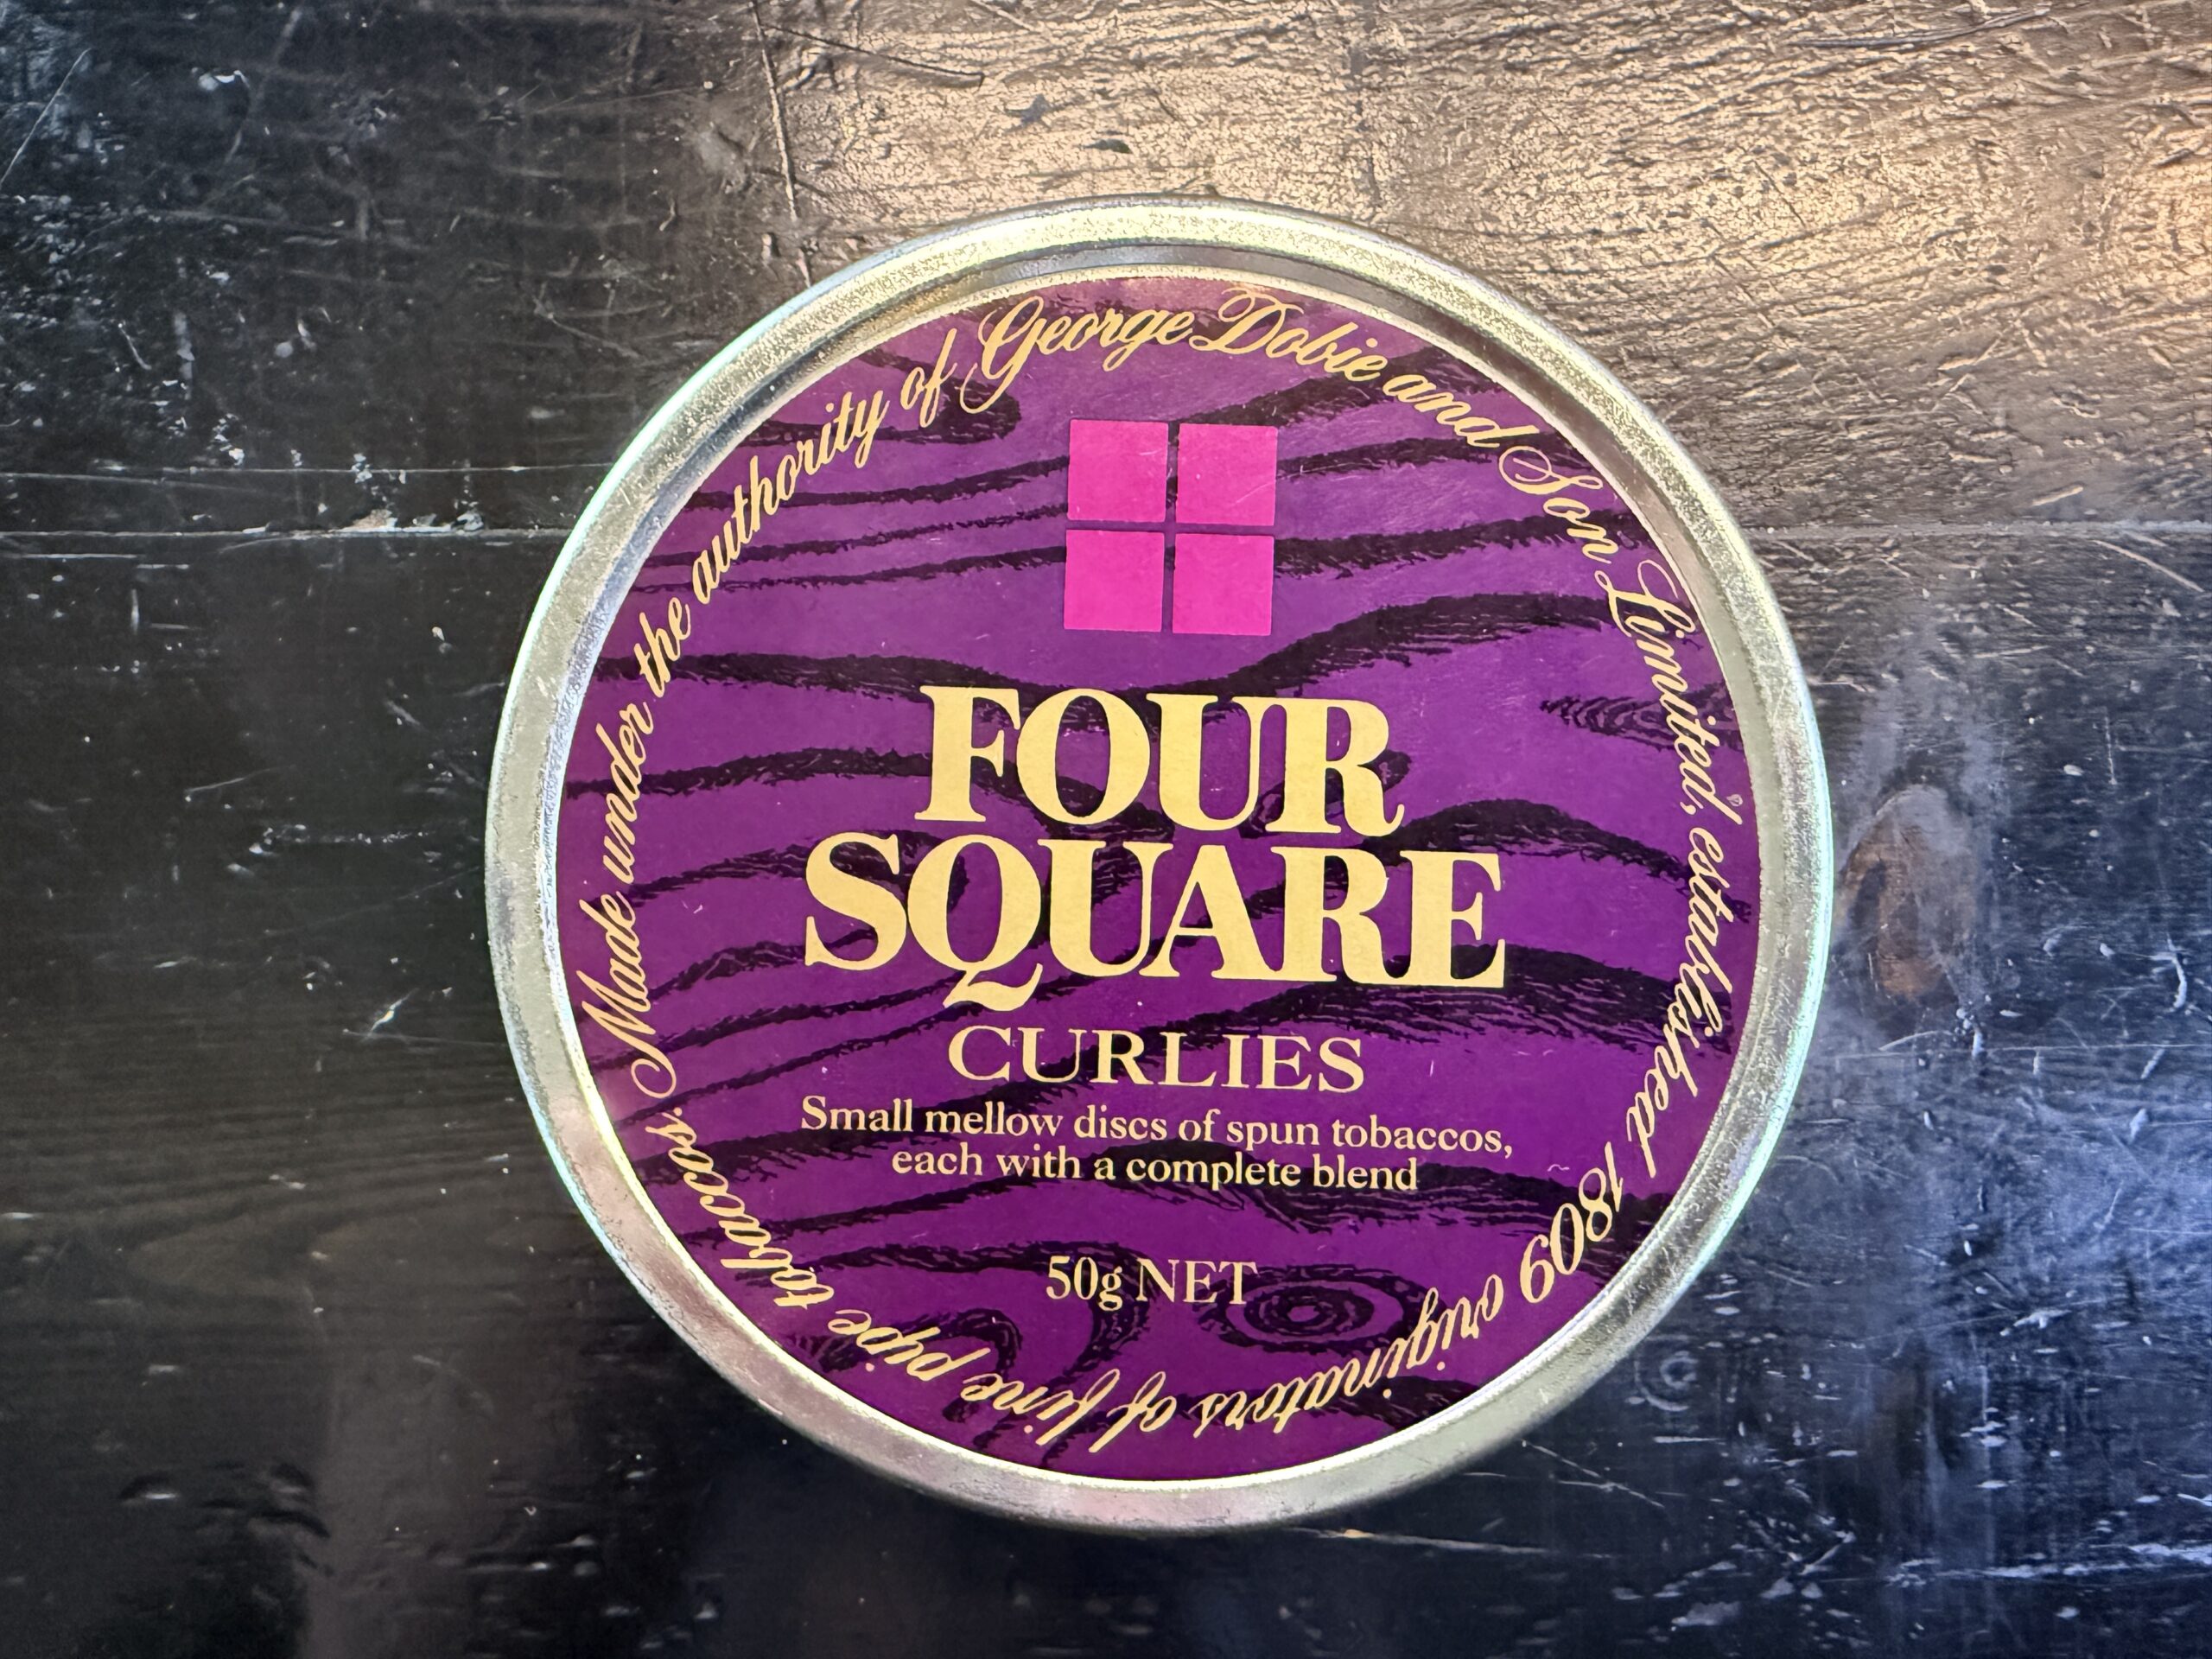 Made under the authority of George Dobie and Son Limited, established 1809 originators of fine pipe tobaccos.
FOUR
SQUARE
CURLIES
Small mellow discs of spun tobaccos,
each with a complete blend
50g NET